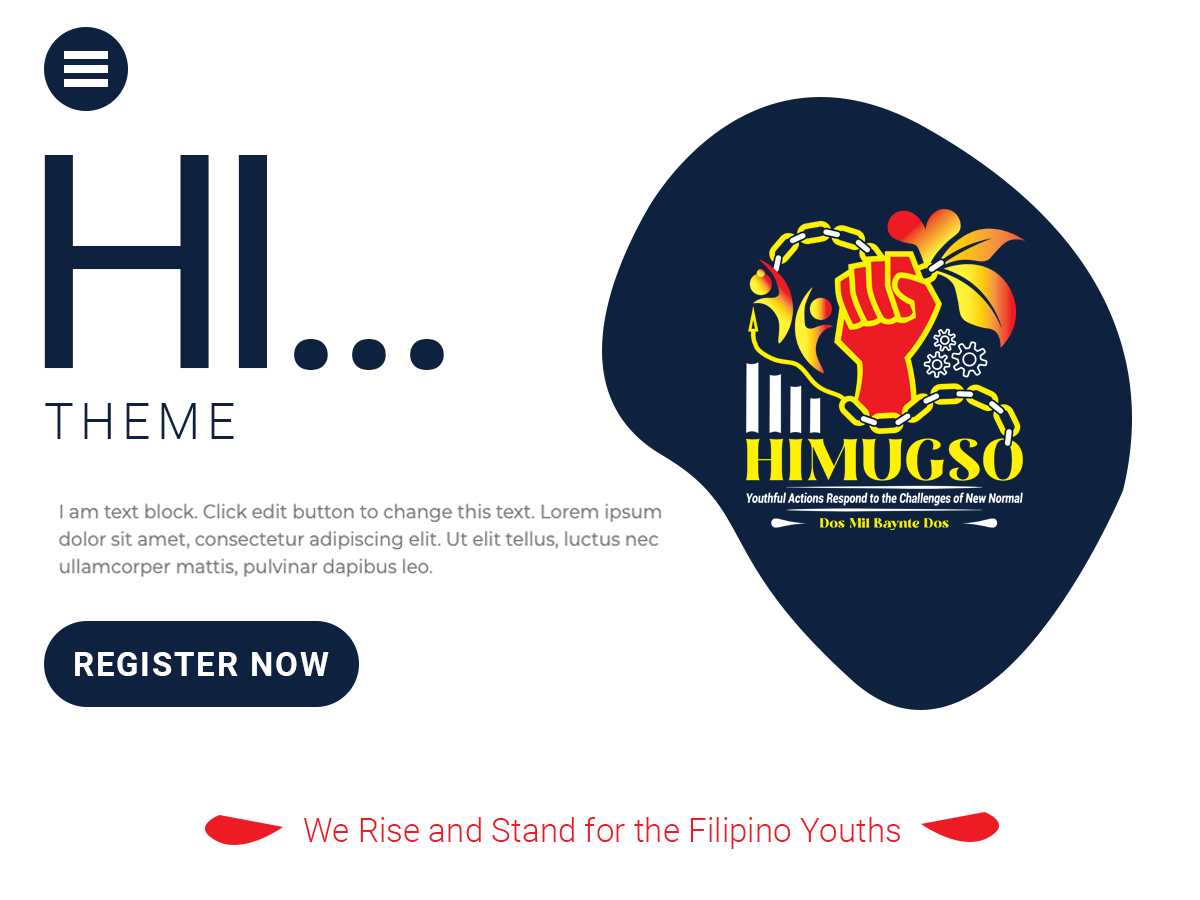 HI...
THEME
I am text block. Click edit button to change this text. Lorem ipsum
dolor sit amet, consectetur adipiscing elit. Ut elit tellus, luctus nec
ullamcorper mattis, pulvinar dapibus leo.
REGISTER NOW
HIMUGSO
Youthful Actions Respond to the Challenges of New Normal
Dos Mil Baynte Dos
We Rise and Stand for the Filipino Youths